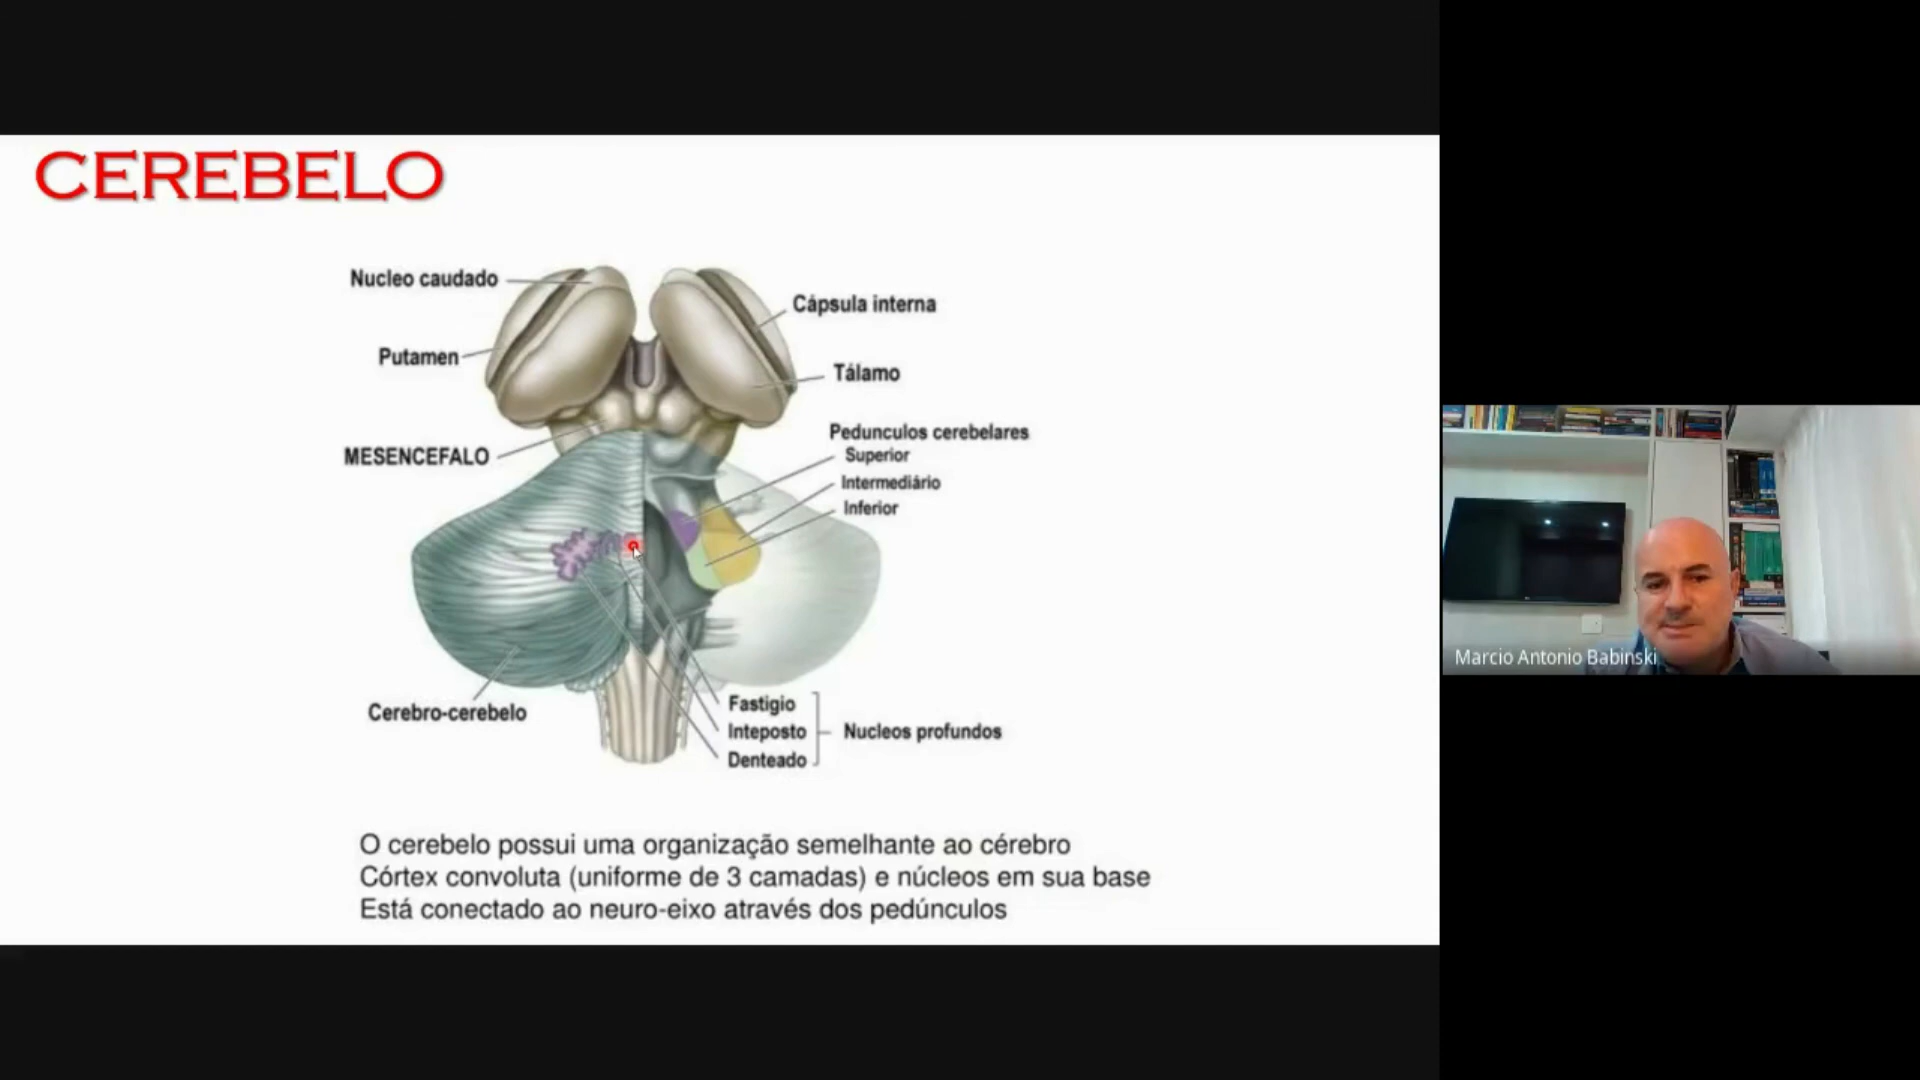 CEREBELO
Nucleo caudado
Cápsula interna
Putamen
Tálamo
Pedunculos cerebelares
Superior
MESENCEFALO
Intermediário
Inferior
Marcio Antonio Babinski
Fastigio
Cerebro-cerebelo
Inteposto
Nucleos profundos
Denteado
O cerebelo possui uma organização semelhante ao cérebro
Córtex convoluta (uniforme de 3 camadas) e núcleos em sua base
Está conectado ao neuro-eixo através dos pedúnculos